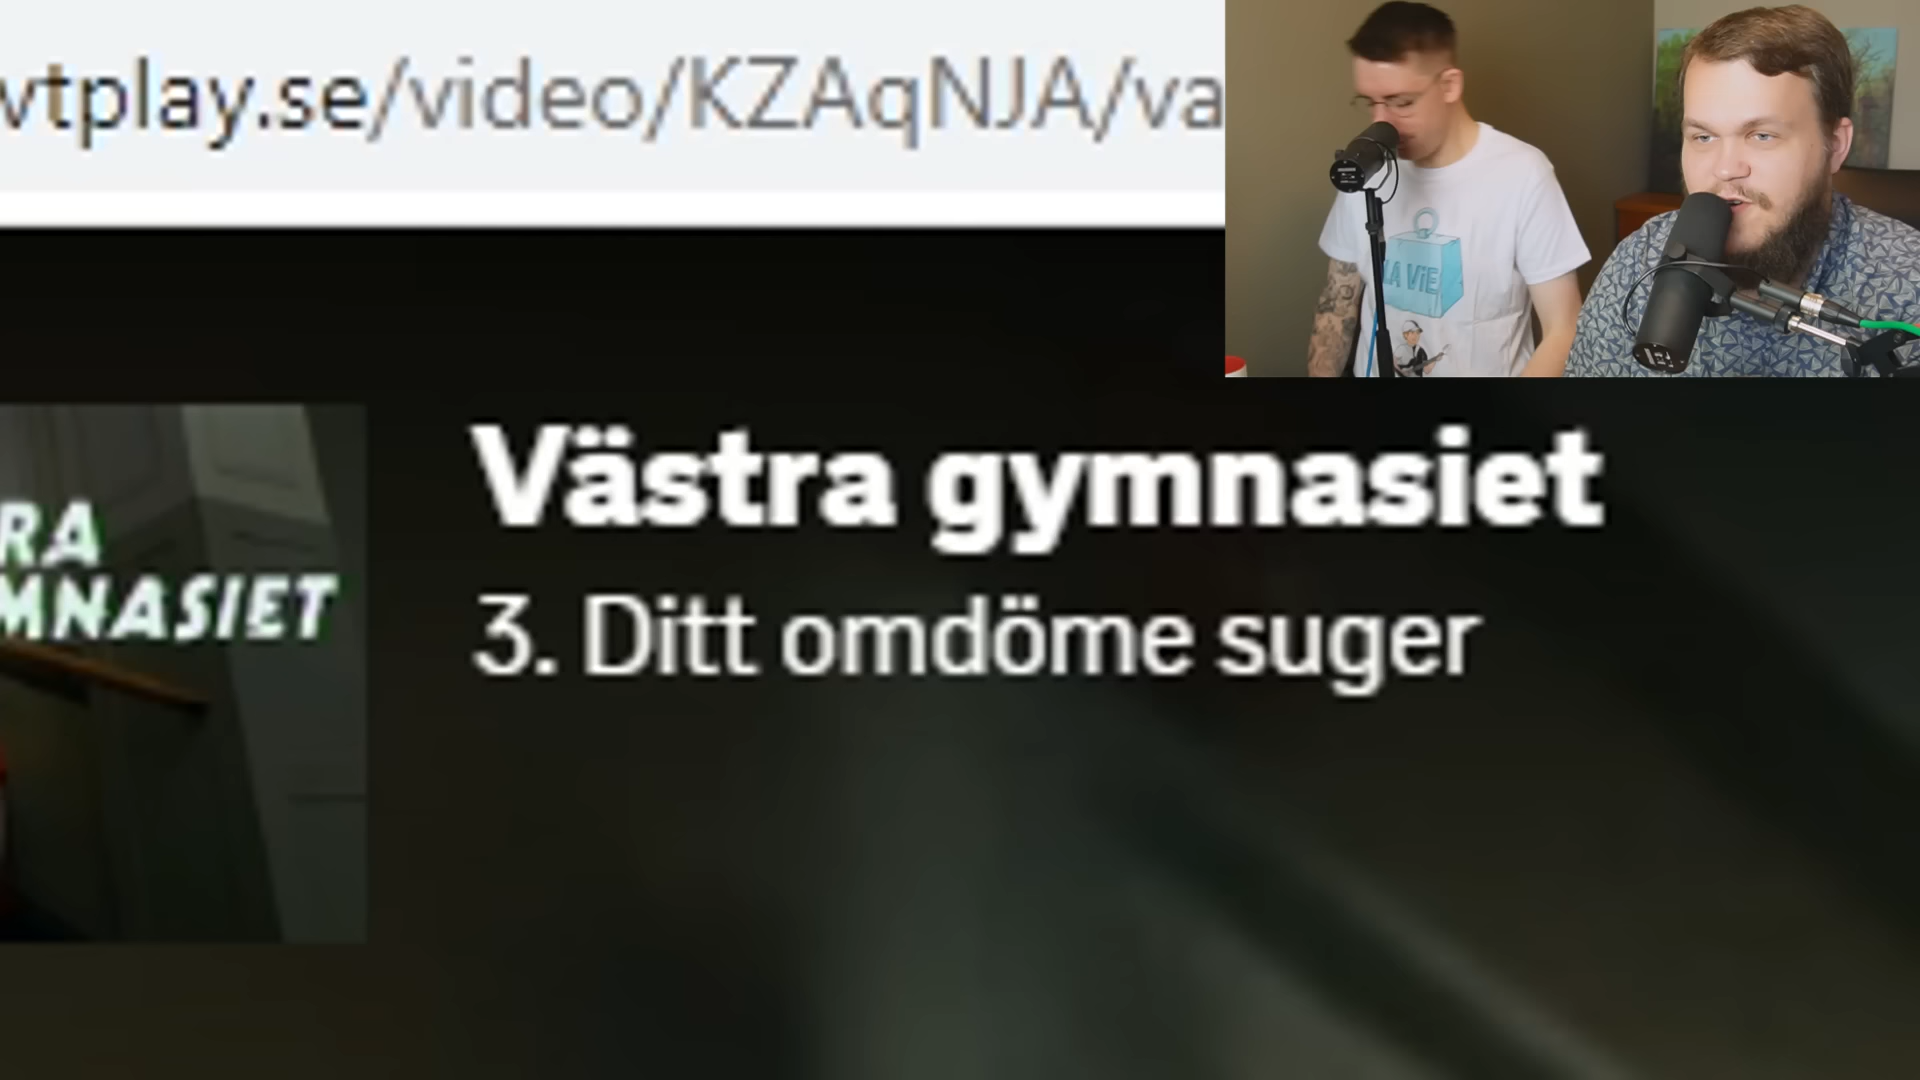 vtplay.se/video/KZAqNJA/va
LA ViE
Västra gymnasiet
3. Ditt omdöme suger
RA
MNASIET